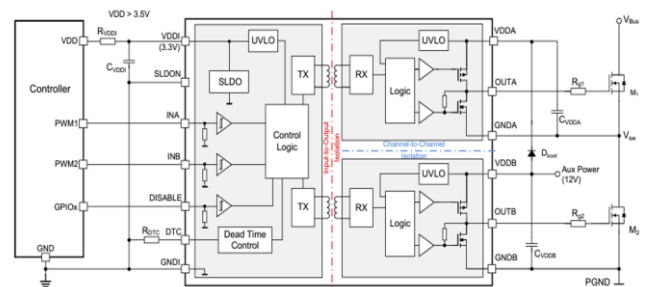 VDD > 3.5V
Controller
VDD
PWM1
PWM2
GPIOx
GND
RVDDI
CVDDI
RDTC
VDDI
(3.3V)
SLDON
INA
INB
DISABLE
DTC
GNDI
UVLO
SLDO
Control
Logic
Dead Time
Control
TX
TX
Input-to-Output
Isolation
Channel-to-Channel
Isolation
UVLO
RX
Logic
UVLO
RX
Logic
VDDA
OUTA
GNDA
VDDB
OUTB
GNDB
Rg1
CVDDA
Dboot
Aux Power
(12V)
Rg2
CVDDB
VBus
M1
Vsw
M2
PGND